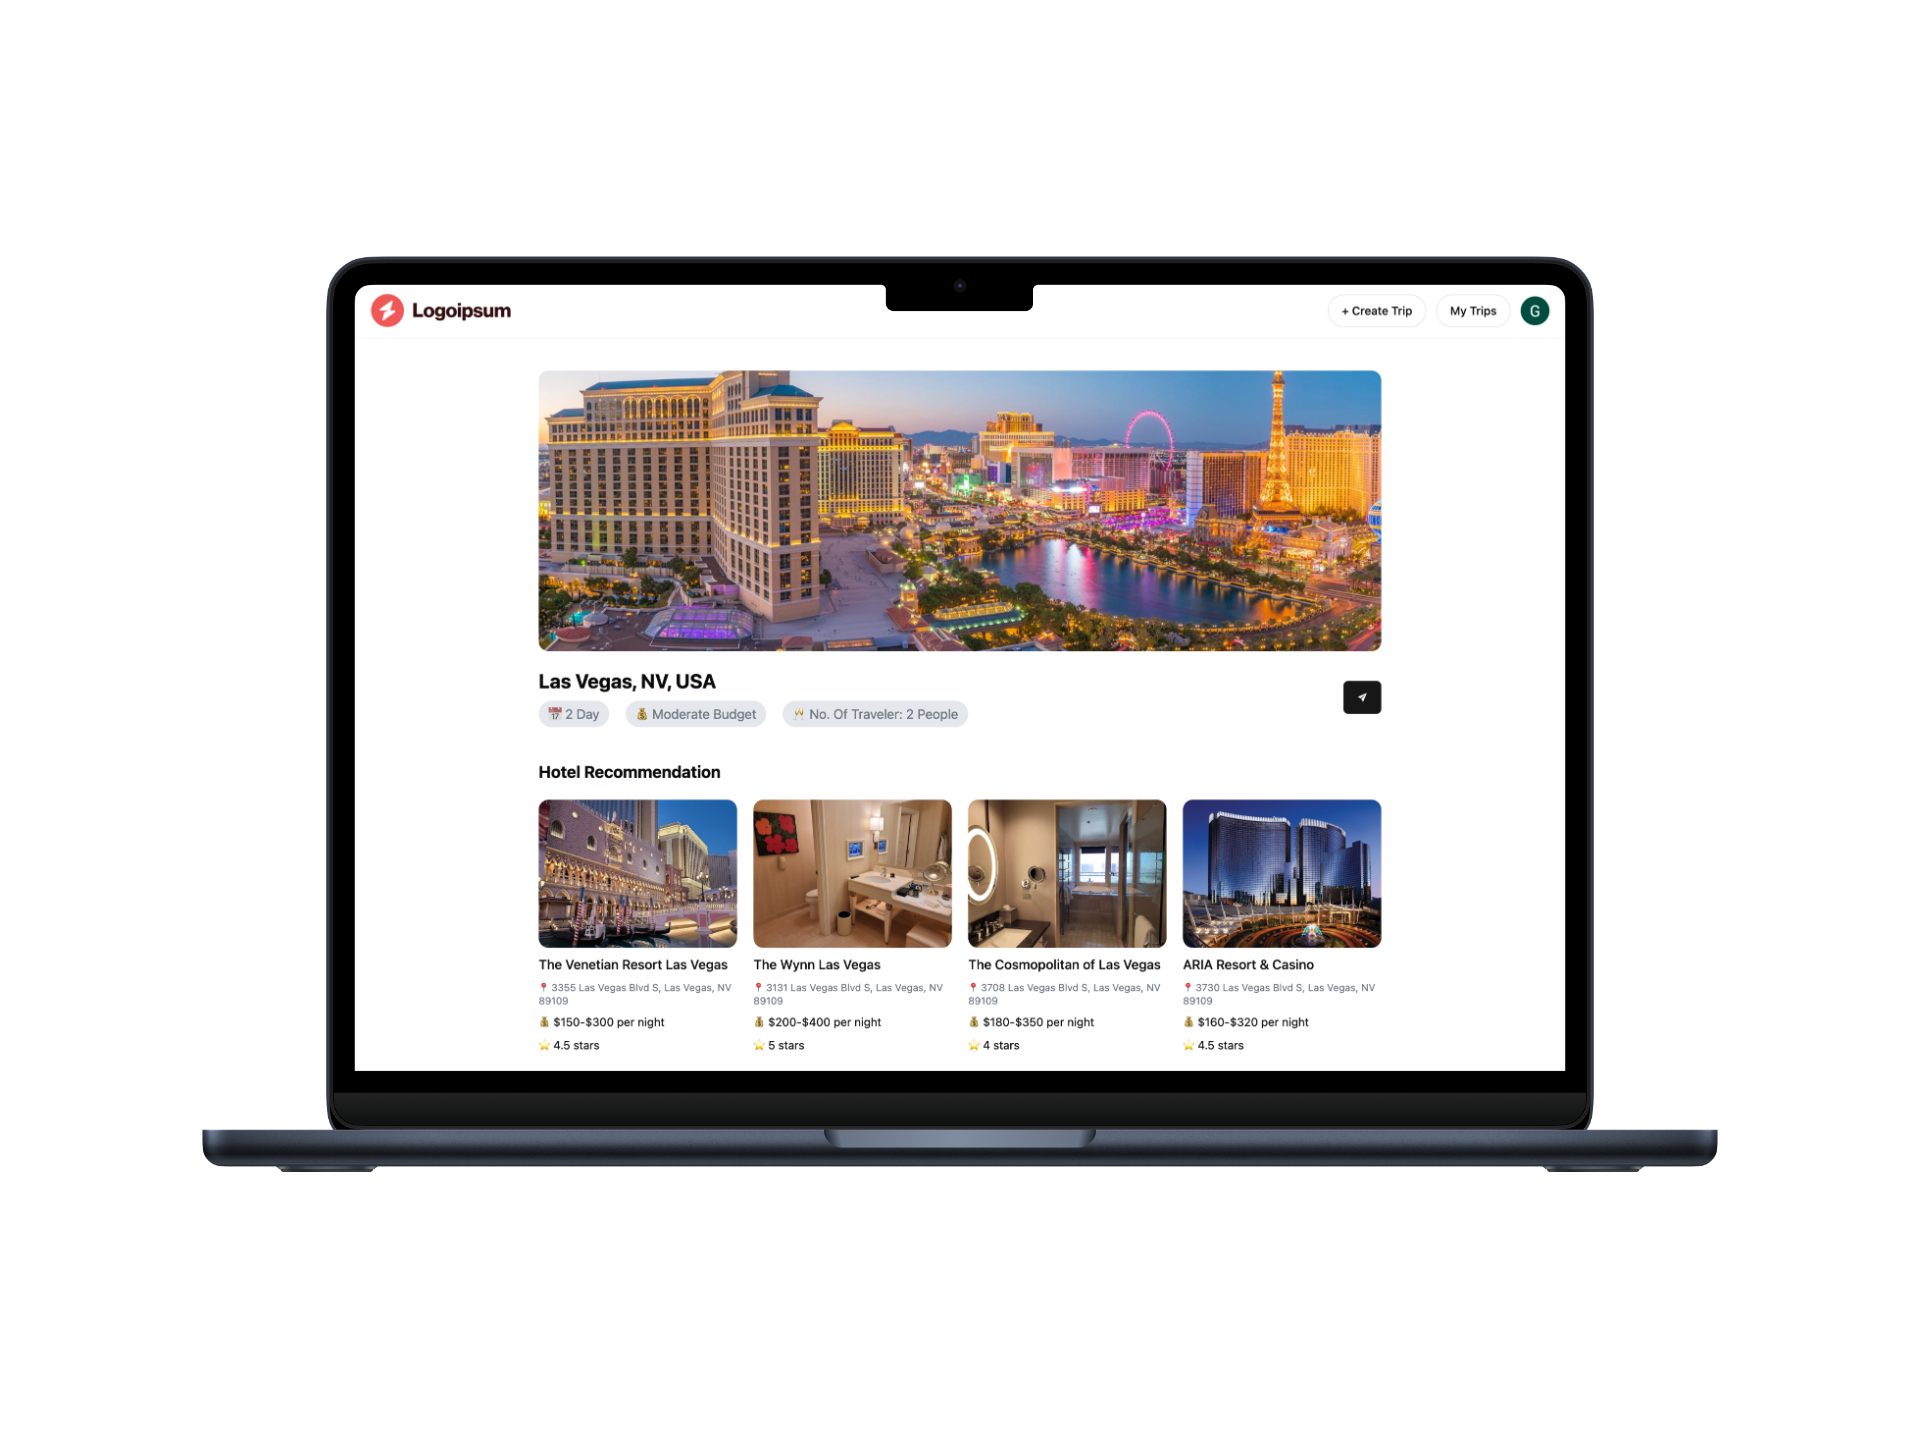 Logoipsum
+ Create Trip
My Trips
G
Las Vegas, NV, USA
📅 2 Day
💰 Moderate Budget
🥂 No. Of Traveler: 2 People
Hotel Recommendation
The Venetian Resort Las Vegas
📍 3355 Las Vegas Blvd S, Las Vegas, NV
89109
💰 $150-$300 per night
⭐ 4.5 stars
The Wynn Las Vegas
📍 3131 Las Vegas Blvd S, Las Vegas, NV
89109
💰 $200-$400 per night
⭐ 5 stars
The Cosmopolitan of Las Vegas
📍 3708 Las Vegas Blvd S, Las Vegas, NV
89109
💰 $180-$350 per night
⭐ 4 stars
ARIA Resort & Casino
📍 3730 Las Vegas Blvd S, Las Vegas, NV
89109
💰 $160-$320 per night
⭐ 4.5 stars